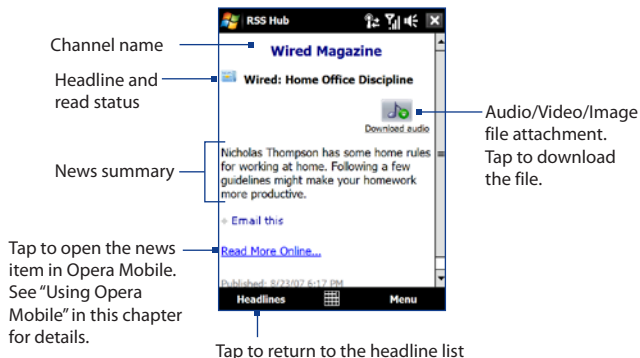 RSS Hub
Channel name
Wired Magazine
Headline and
read status
Wired: Home Office Discipline
Download audio
Audio/Video/Image
file attachment.
Tap to download
the file.
News summary
Nicholas Thompson has some home rules
for working at home. Following a few
guidelines might make your homework
more productive.
Email this
Read More Online...
Tap to open the news
item in Opera Mobile.
See “Using Opera
Mobile” in this chapter
for details.
Published: 8/23/07 6:17 PM
Headlines
Menu
Tap to return to the headline list